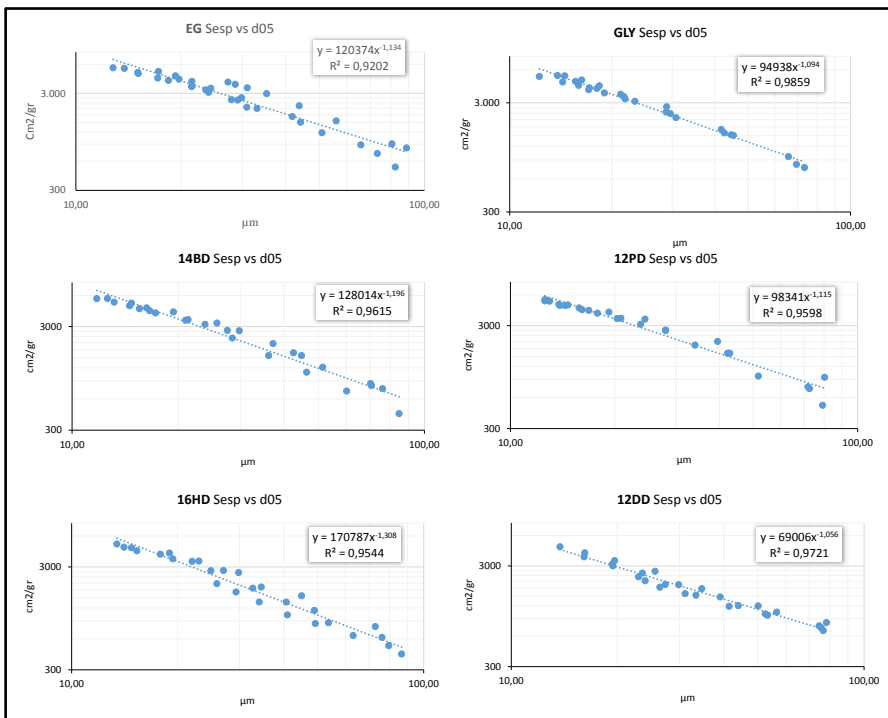 EG Sesp vs d05
y = 120374x^-1,134
R² = 0,9202
Cm2/gr
3.000
300
10,00
100,00
µm
GLY Sesp vs d05
y = 94938x^-1,094
R² = 0,9859
cm2/gr
3.000
300
10,00
100,00
µm
14BD Sesp vs d05
y = 128014x^-1,196
R² = 0,9615
cm2/gr
3000
300
10,00
100,00
µm
12PD Sesp vs d05
y = 98341x^-1,115
R² = 0,9598
cm2/gr
3000
300
10,00
100,00
µm
16HD Sesp vs d05
y = 170787x^-1,308
R² = 0,9544
cm2/gr
3000
300
10,00
100,00
µm
12DD Sesp vs d05
y = 69006x^-1,056
R² = 0,9721
cm2/gr
3.000
300
10,00
100,00
µm